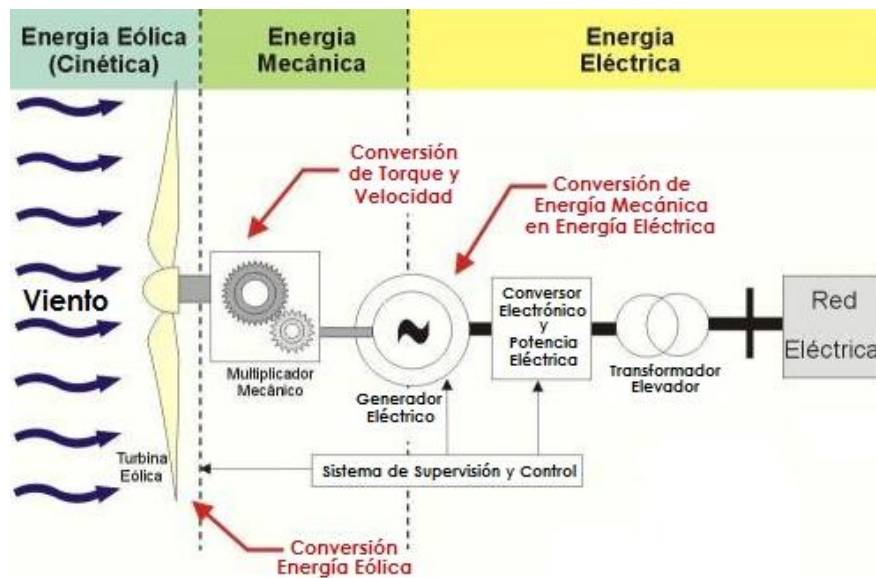 Energia Eólica
(Cinética)
Energia
Mecânica
Energia
Eléctrica
Conversión
de Torque y
Velocidad
Conversión de
Energía Mecánica
en Energía Eléctrica
Viento
Multiplicador
Mecánico
Generador
Eléctrico
Conversor
Electrónico
y
Potencia
Eléctrica
Transformador
Elevador
Red
Eléctrica
Turbina
Eólica
Sistema de Supervisión y Control
Conversión
Energía Eólica